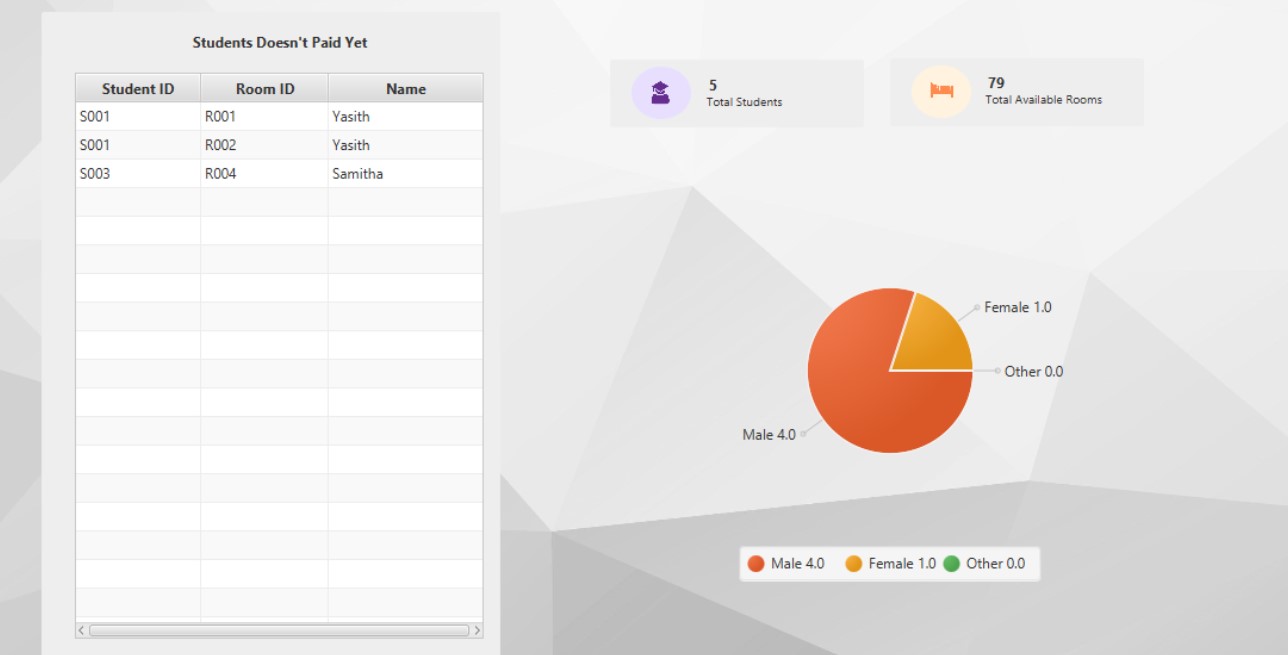 Students Doesn't Paid Yet
Student ID Room ID Name
S001 R001 Yasith
S001 R002 Yasith
S003 R004 Samitha
5
Total Students
79
Total Available Rooms
Female 1.0
Other 0.0
Male 4.0
Male 4.0 Female 1.0 Other 0.0